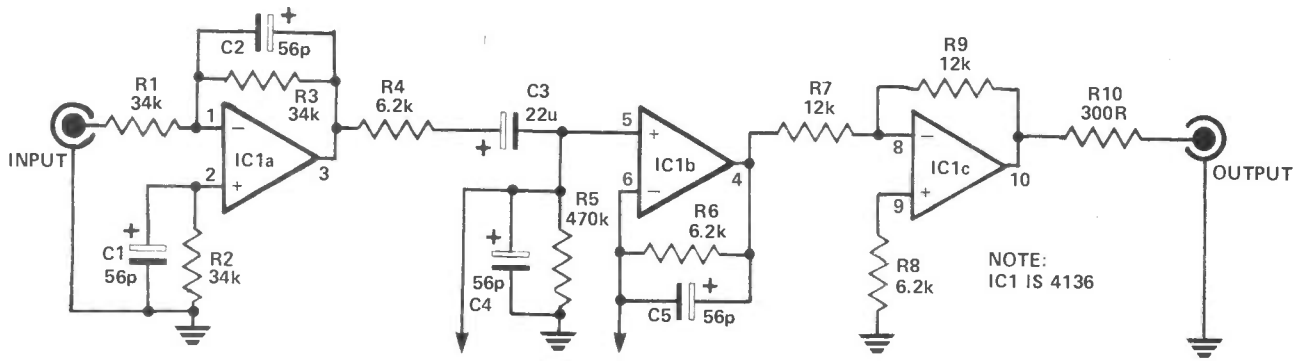 INPUT
R1
34k
C2
56p
R3
34k
1
2
3
−
+
IC1a
C1
56p
R2
34k
+
+
R4
6.2k
C3
22u
+
R5
470k
+
56p
C4
5
6
4
+
−
IC1b
R6
6.2k
C5
56p
+
R7
12k
R9
12k
8
9
10
−
+
IC1c
R8
6.2k
R10
300R
OUTPUT
NOTE:
IC1 IS 4136